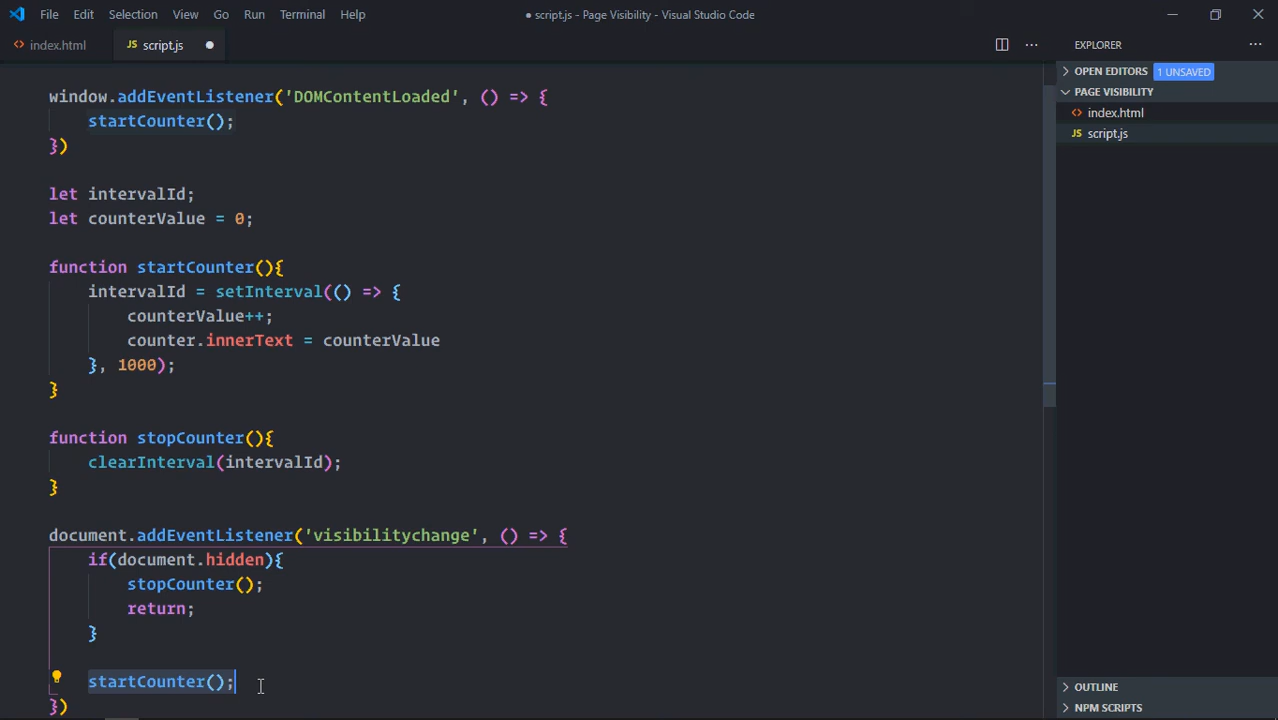 File Edit Selection View Go Run Terminal Help ● script.js - Page Visibility - Visual Studio Code
<> index.html JS script.js ●
EXPLORER
OPEN EDITORS 1 UNSAVED
PAGE VISIBILITY
<> index.html
JS script.js
window.addEventListener('DOMContentLoaded', () => {
startCounter();
})
let intervalId;
let counterValue = 0;
function startCounter(){
intervalId = setInterval(() => {
counterValue++;
counter.innerText = counterValue
}, 1000);
}
function stopCounter(){
clearInterval(intervalId);
}
document.addEventListener('visibilitychange', () => {
if(document.hidden){
stopCounter();
return;
}
startCounter();
})
OUTLINE
NPM SCRIPTS